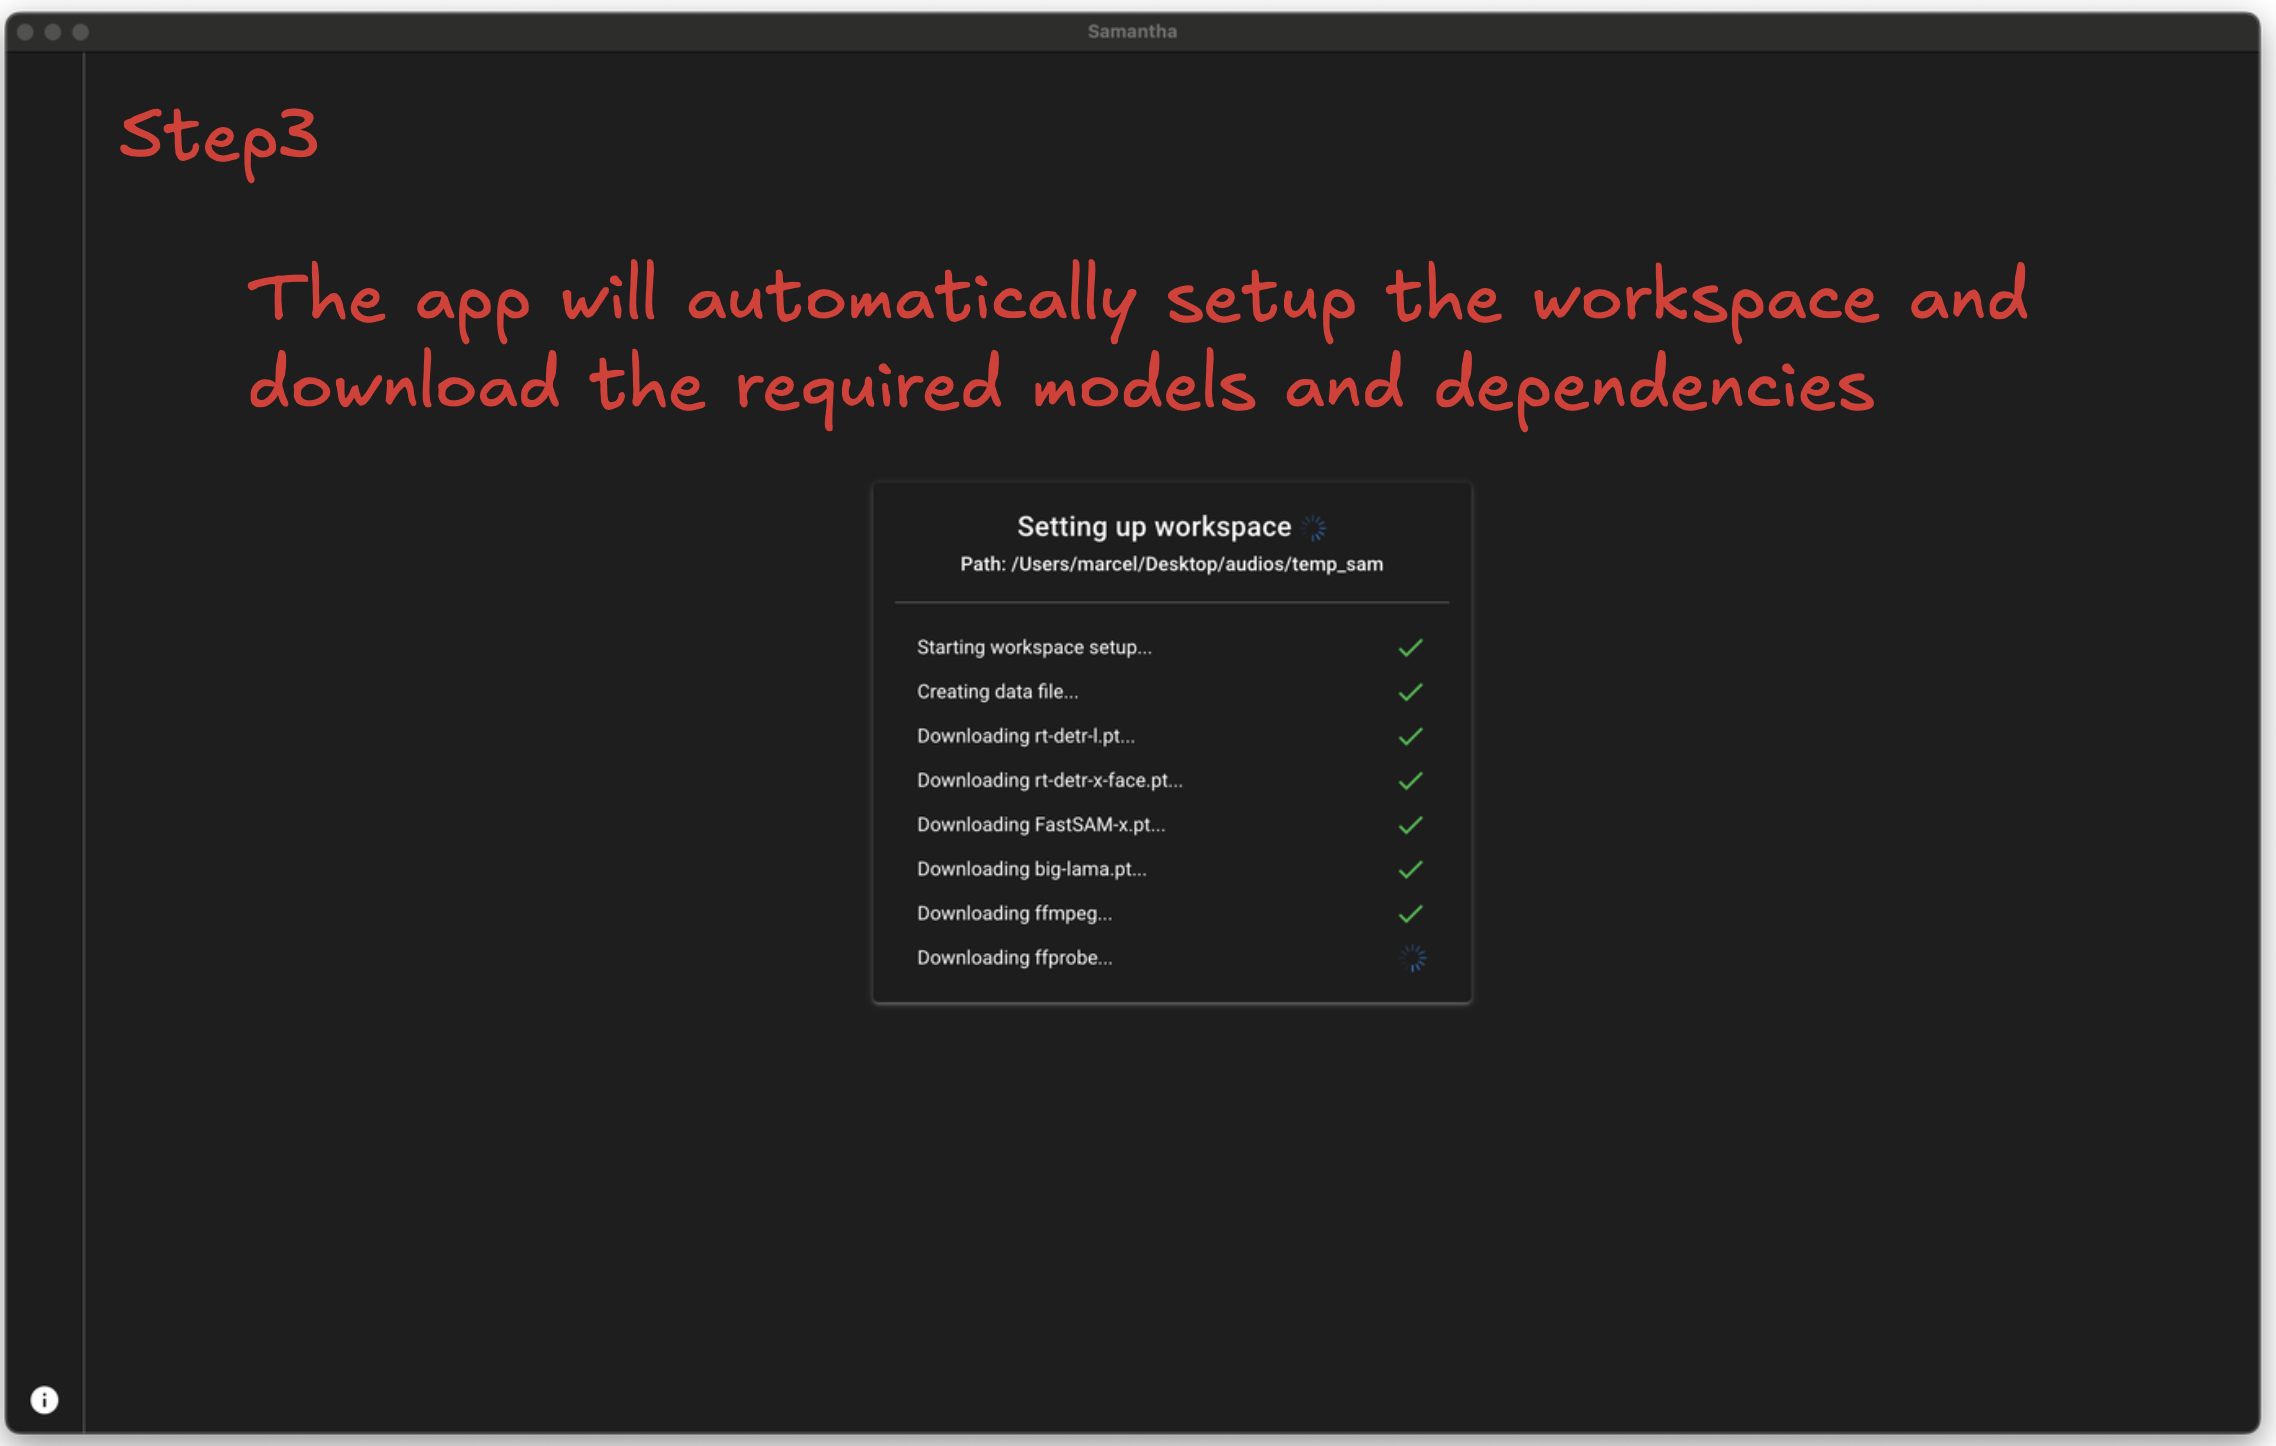 Samantha
Step3
The app will automatically setup the workspace and
download the required models and dependencies
Setting up workspace
Path: /Users/marcel/Desktop/audios/temp_sam
Starting workspace setup...
Creating data file...
Downloading rt-detr-l.pt...
Downloading rt-detr-x-face.pt...
Downloading FastSAM-x.pt...
Downloading big-lama.pt...
Downloading ffmpeg...
Downloading ffprobe...